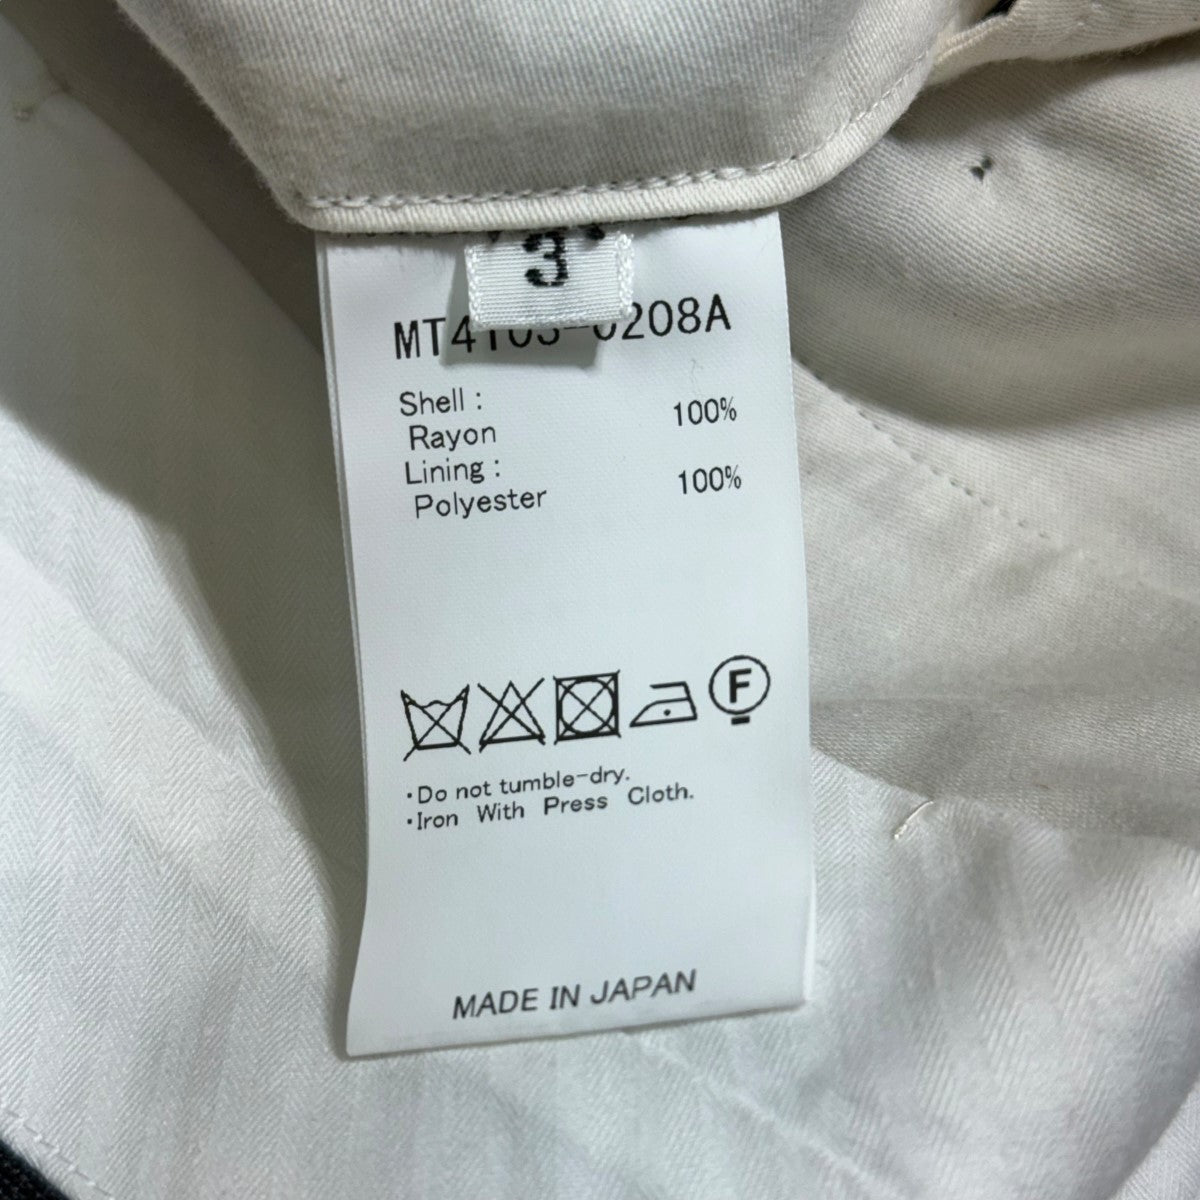 3
MT4103-0208A
Shell : 100%
Rayon
Lining : 100%
Polyester
F
・Do not tumble-dry.
・Iron With Press Cloth.
MADE IN JAPAN